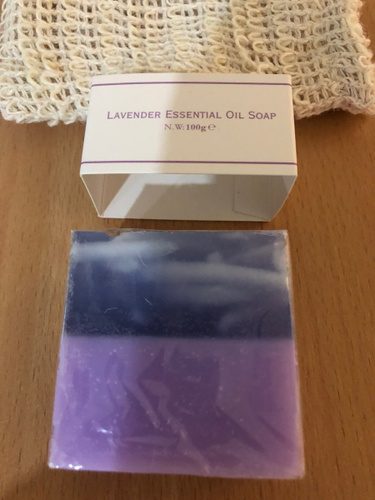 LAVENDER ESSENTIAL OIL SOAP
N.W: 100g ℮